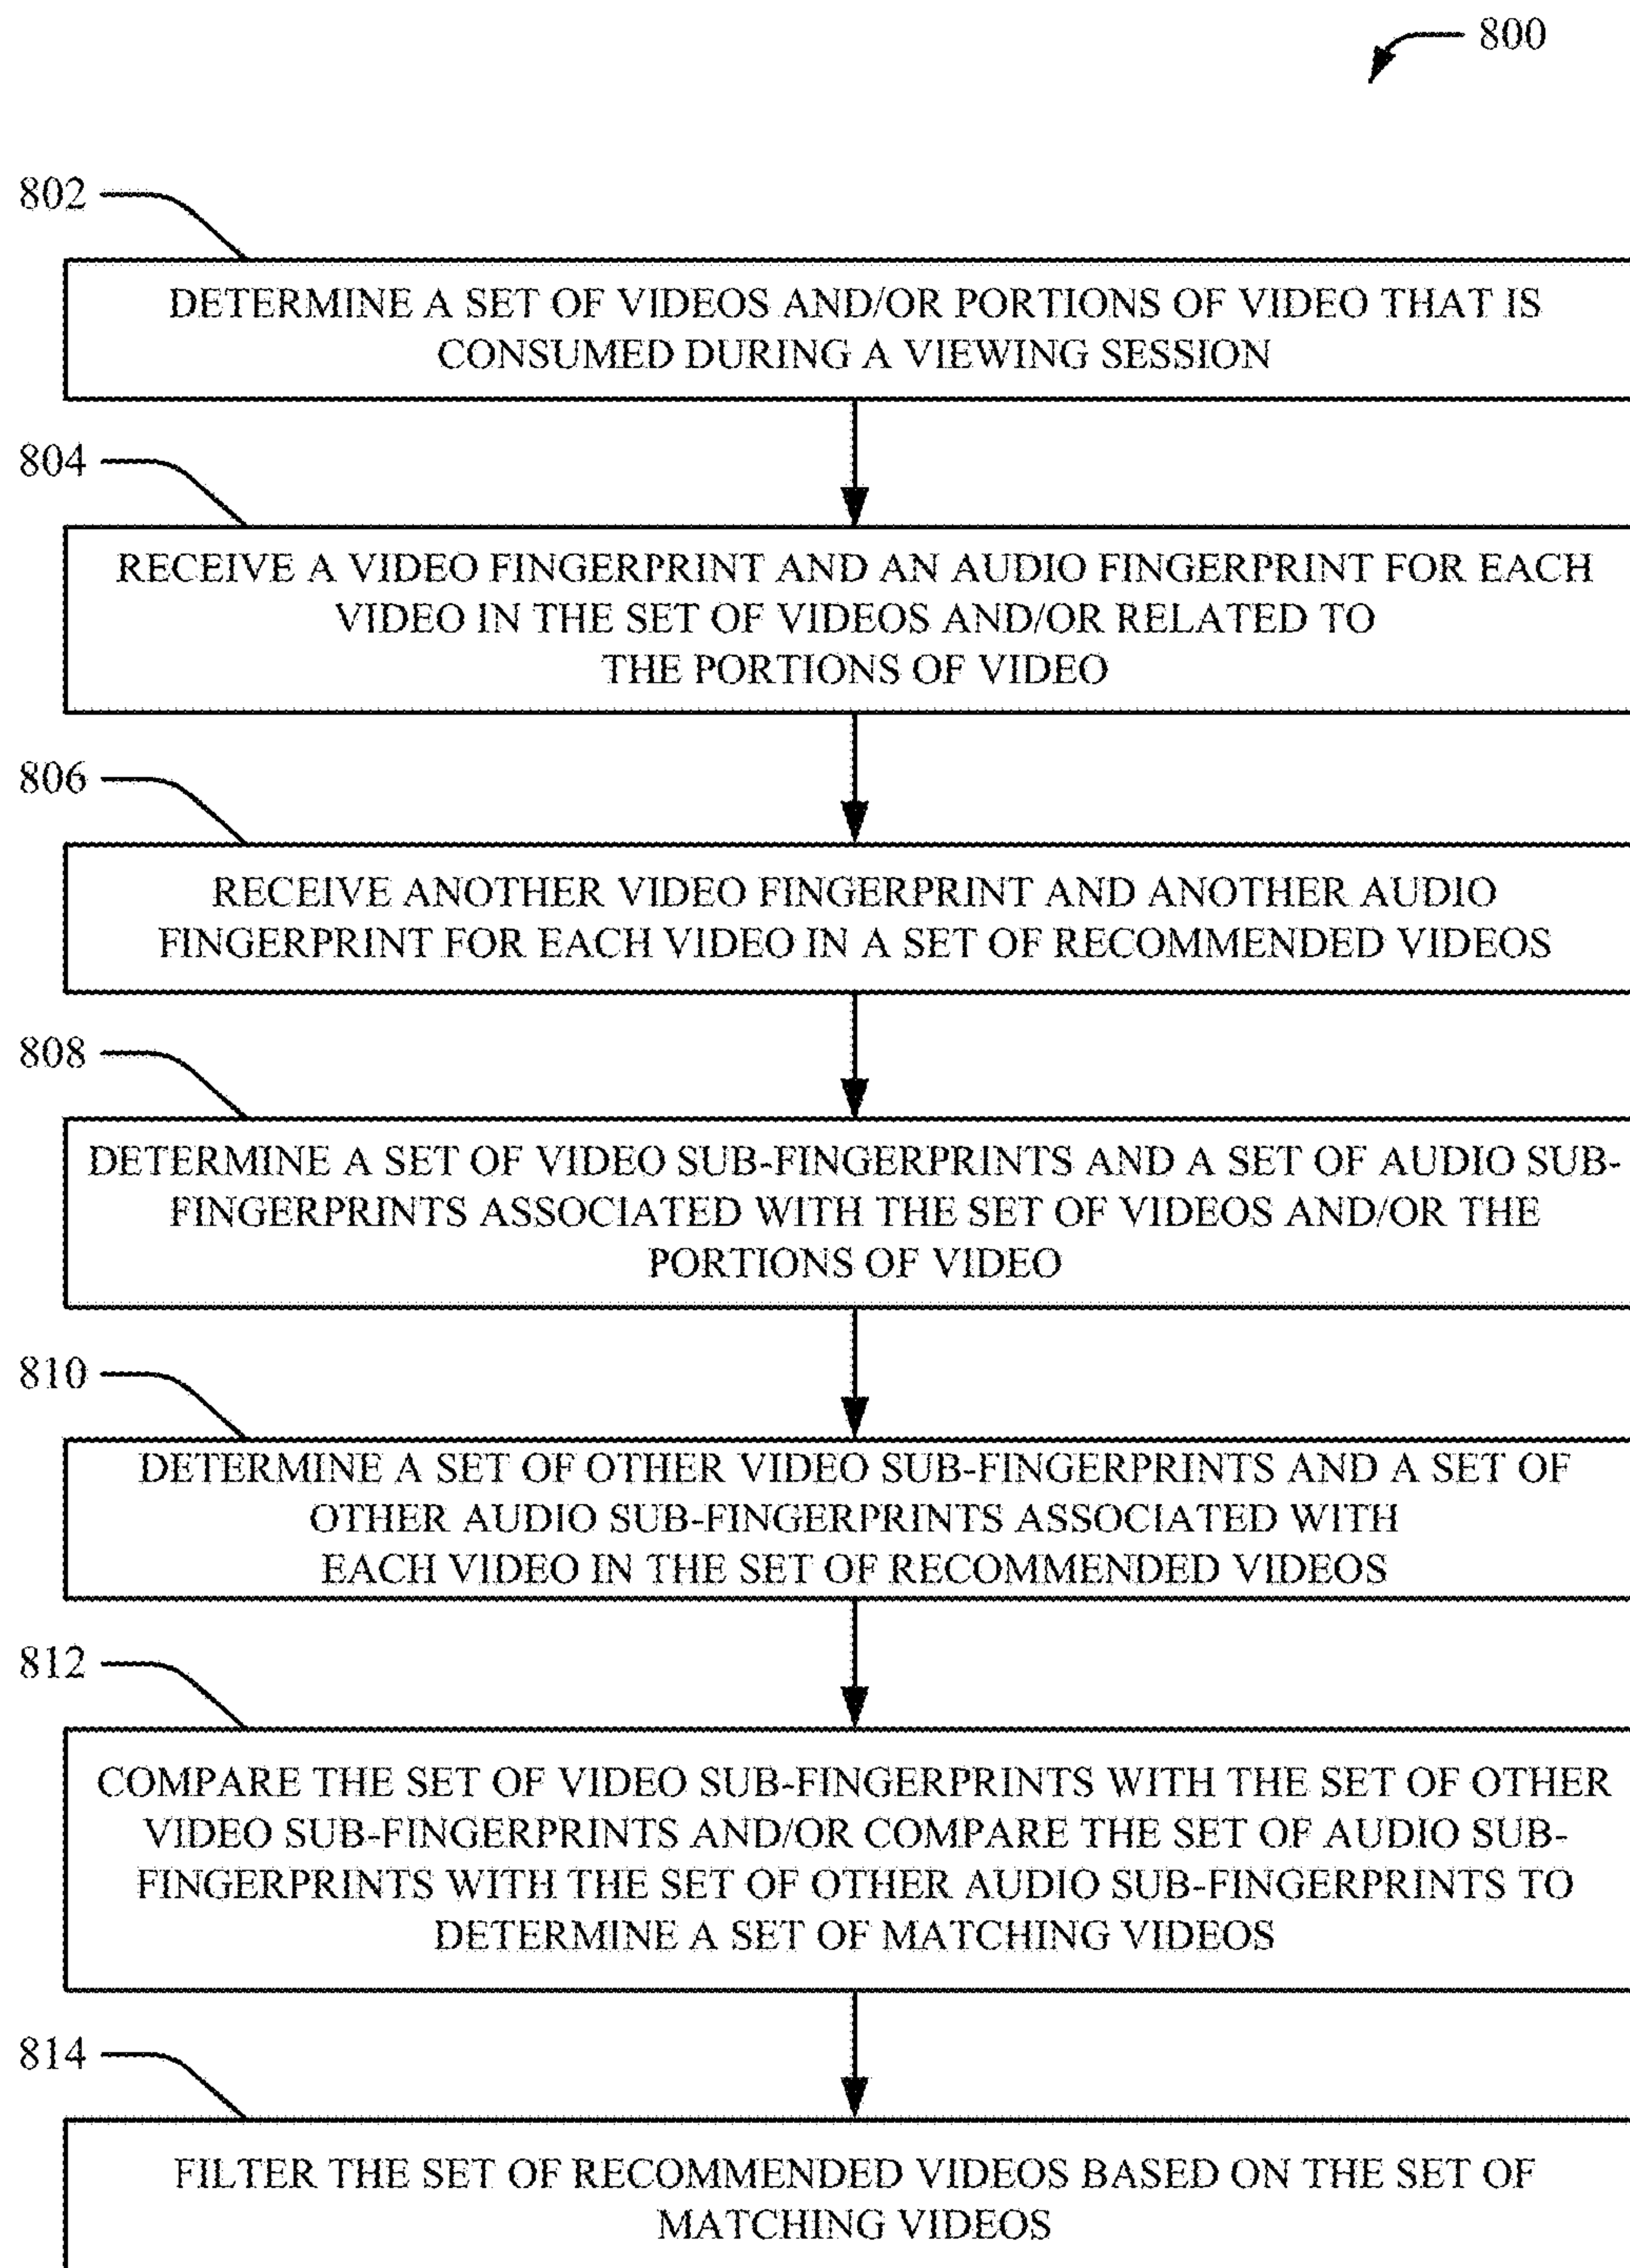 800
802
DETERMINE A SET OF VIDEOS AND/OR PORTIONS OF VIDEO THAT IS
CONSUMED DURING A VIEWING SESSION
804
RECEIVE A VIDEO FINGERPRINT AND AN AUDIO FINGERPRINT FOR EACH
VIDEO IN THE SET OF VIDEOS AND/OR RELATED TO
THE PORTIONS OF VIDEO
806
RECEIVE ANOTHER VIDEO FINGERPRINT AND ANOTHER AUDIO
FINGERPRINT FOR EACH VIDEO IN A SET OF RECOMMENDED VIDEOS
808
DETERMINE A SET OF VIDEO SUB-FINGERPRINTS AND A SET OF AUDIO SUB-
FINGERPRINTS ASSOCIATED WITH THE SET OF VIDEOS AND/OR THE
PORTIONS OF VIDEO
810
DETERMINE A SET OF OTHER VIDEO SUB-FINGERPRINTS AND A SET OF
OTHER AUDIO SUB-FINGERPRINTS ASSOCIATED WITH
EACH VIDEO IN THE SET OF RECOMMENDED VIDEOS
812
COMPARE THE SET OF VIDEO SUB-FINGERPRINTS WITH THE SET OF OTHER
VIDEO SUB-FINGERPRINTS AND/OR COMPARE THE SET OF AUDIO SUB-
FINGERPRINTS WITH THE SET OF OTHER AUDIO SUB-FINGERPRINTS TO
DETERMINE A SET OF MATCHING VIDEOS
814
FILTER THE SET OF RECOMMENDED VIDEOS BASED ON THE SET OF
MATCHING VIDEOS